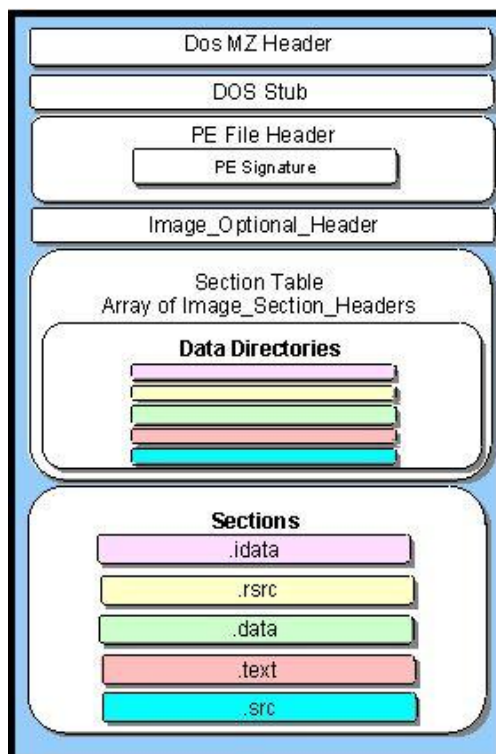 Dos MZ Header
DOS Stub
PE File Header
PE Signature
Image_Optional_Header
Section Table
Array of Image_Section_Headers
Data Directories
Sections
.idata
.rsrc
.data
.text
.src